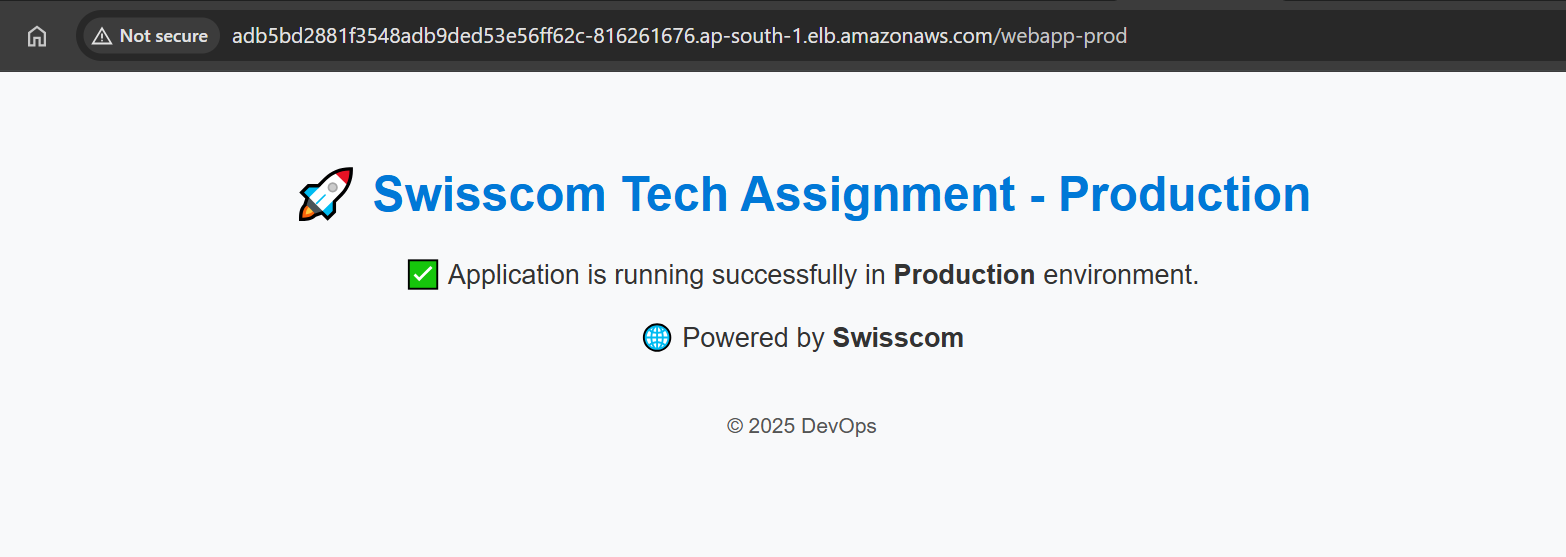 Not secure adb5bd2881f3548adb9ded53e56ff62c-816261676.ap-south-1.elb.amazonaws.com/webapp-prod
🚀 Swisscom Tech Assignment - Production
✅ Application is running successfully in Production environment.
🌐 Powered by Swisscom
© 2025 DevOps